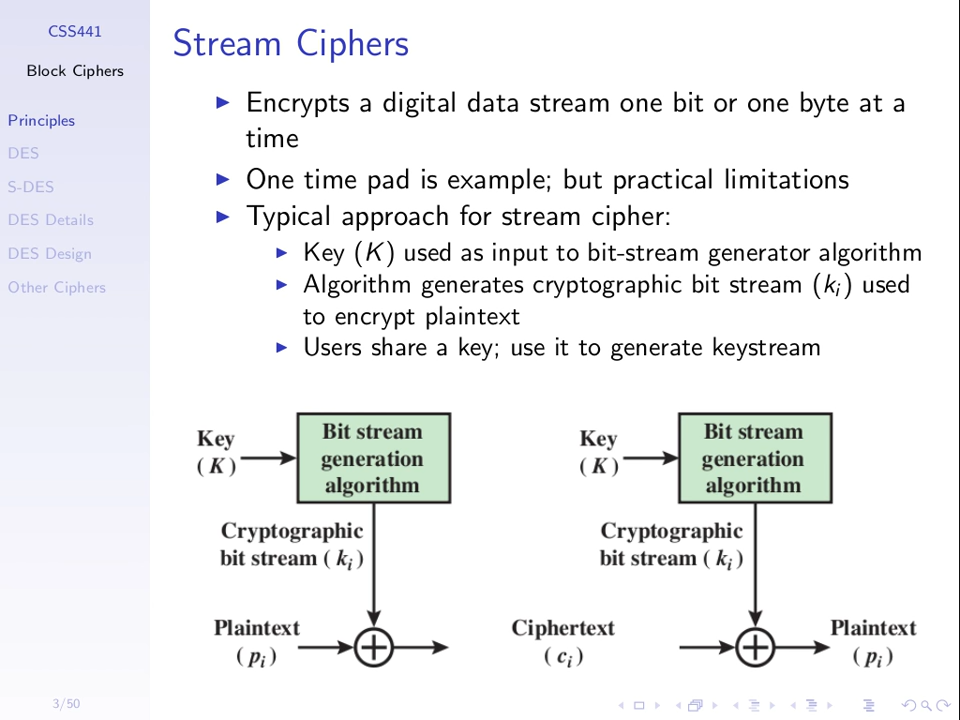 CSS441
Block Ciphers
Principles
DES
S-DES
DES Details
DES Design
Other Ciphers
Stream Ciphers
Encrypts a digital data stream one bit or one byte at a
time
One time pad is example; but practical limitations
Typical approach for stream cipher:
Key (K) used as input to bit-stream generator algorithm
Algorithm generates cryptographic bit stream (kᵢ) used
to encrypt plaintext
Users share a key; use it to generate keystream
Key
(K)
Bit stream
generation
algorithm
Cryptographic
bit stream ( kᵢ )
Plaintext
( pᵢ )
Ciphertext
( cᵢ )
Key
(K)
Bit stream
generation
algorithm
Cryptographic
bit stream ( kᵢ )
Plaintext
( pᵢ )
3/50